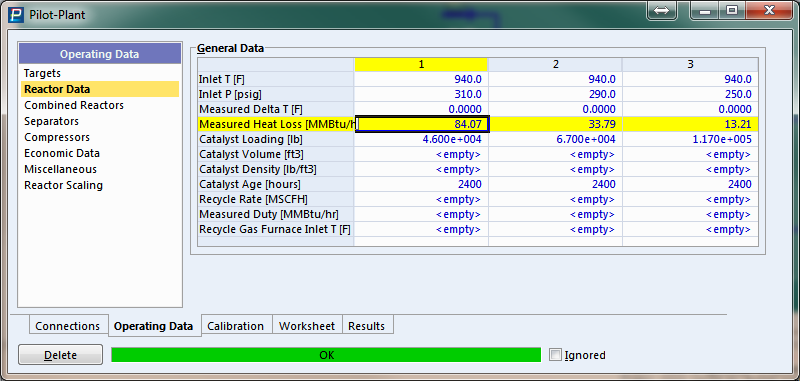 Pilot-Plant
Operating Data
Targets
Reactor Data
Combined Reactors
Separators
Compressors
Economic Data
Miscellaneous
Reactor Scaling
General Data
1 2 3
Inlet T [F] 940.0 940.0 940.0
Inlet P [psig] 310.0 290.0 250.0
Measured Delta T [F] 0.0000 0.0000 0.0000
Measured Heat Loss [MMBtu/h 84.07 33.79 13.21
Catalyst Loading [lb] 4.600e+004 6.700e+004 1.170e+005
Catalyst Volume [ft3] <empty> <empty> <empty>
Catalyst Density [lb/ft3] <empty> <empty> <empty>
Catalyst Age [hours] 2400 2400 2400
Recycle Rate [MSCFH] <empty> <empty> <empty>
Measured Duty [MMBtu/hr] <empty> <empty> <empty>
Recycle Gas Furnace Inlet T [F] <empty> <empty> <empty>
Connections Operating Data Calibration Worksheet Results
Delete OK Ignored